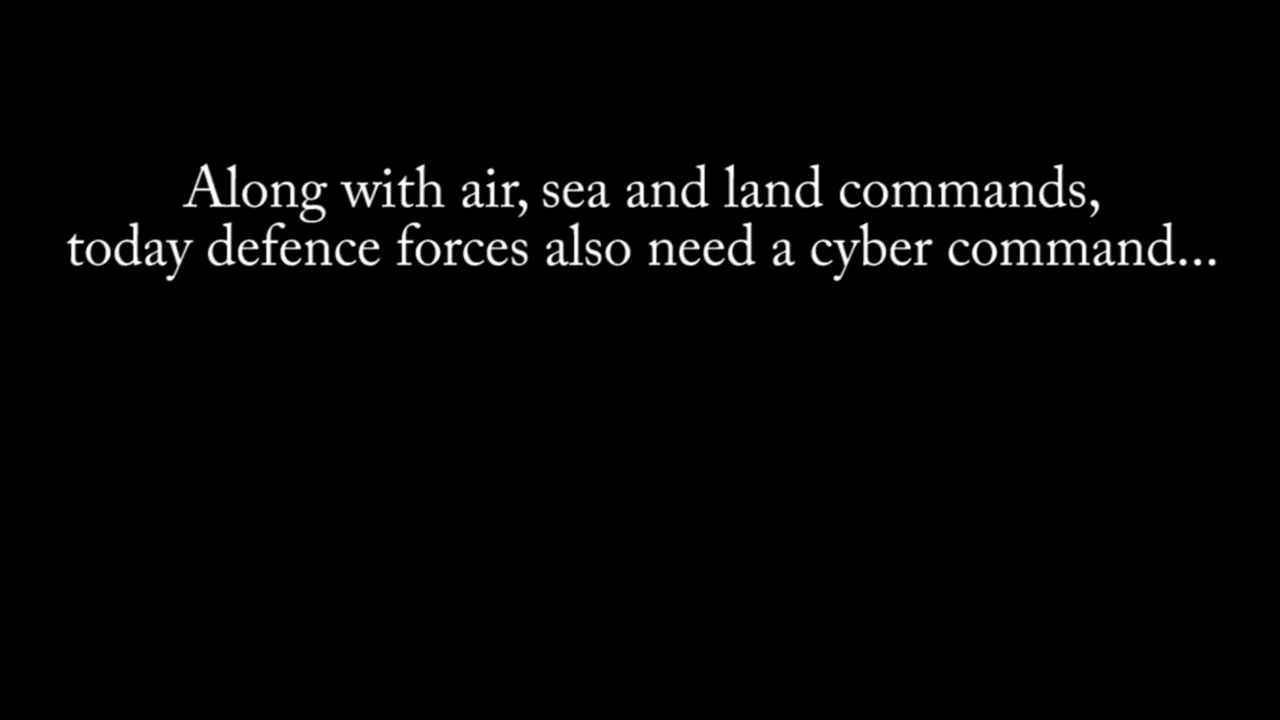 Along with air, sea and land commands,
today defence forces also need a cyber command...